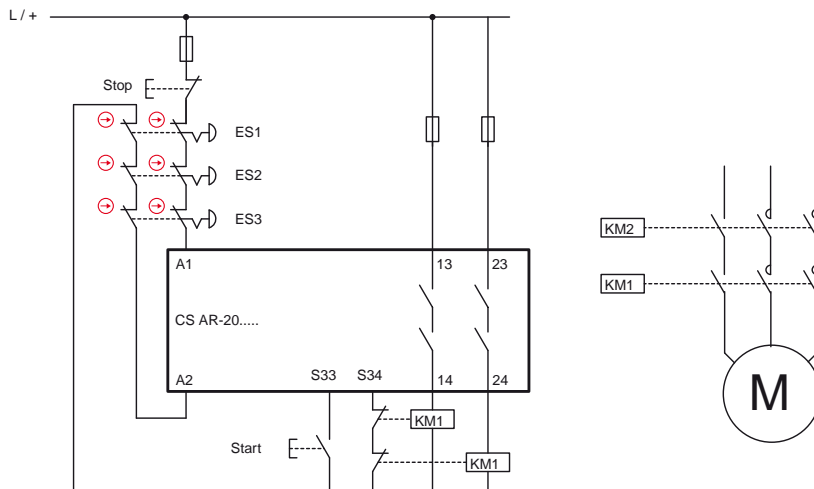 L / +
Stop
ES1
ES2
ES3
KM2
A1 13 23
KM1
CS AR-20.....
A2 S33 S34 14 24
M
KM1
Start
KM1